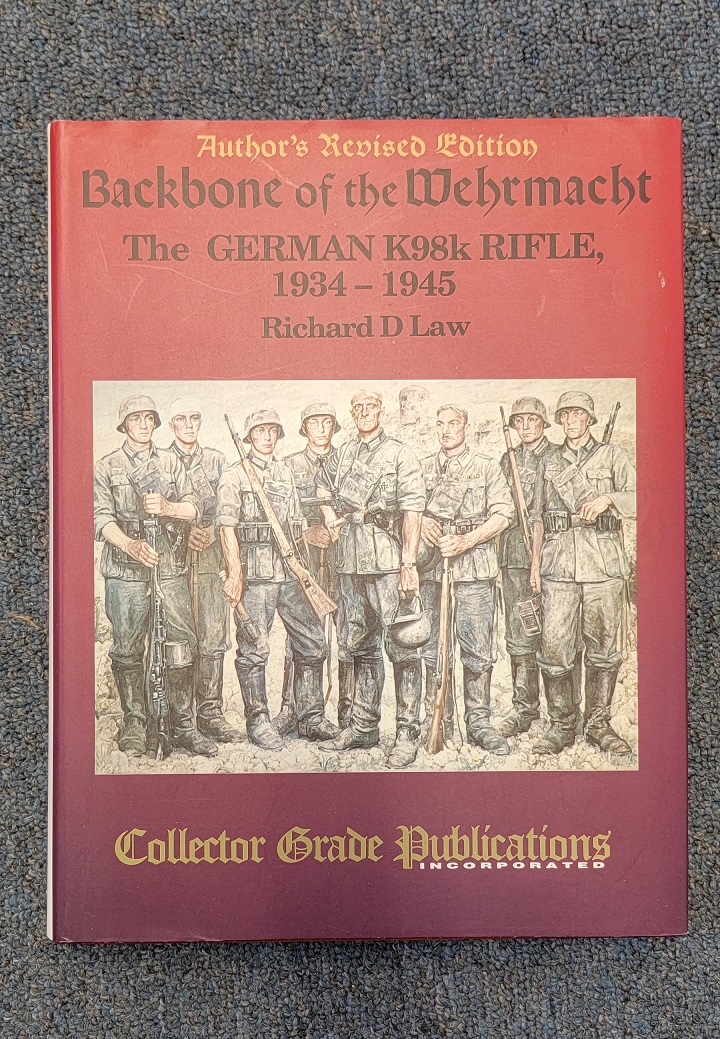 Author's Revised Edition
Backbone of the Wehrmacht
The GERMAN K98k RIFLE,
1934 – 1945
Richard D Law
Collector Grade Publications
INCORPORATED